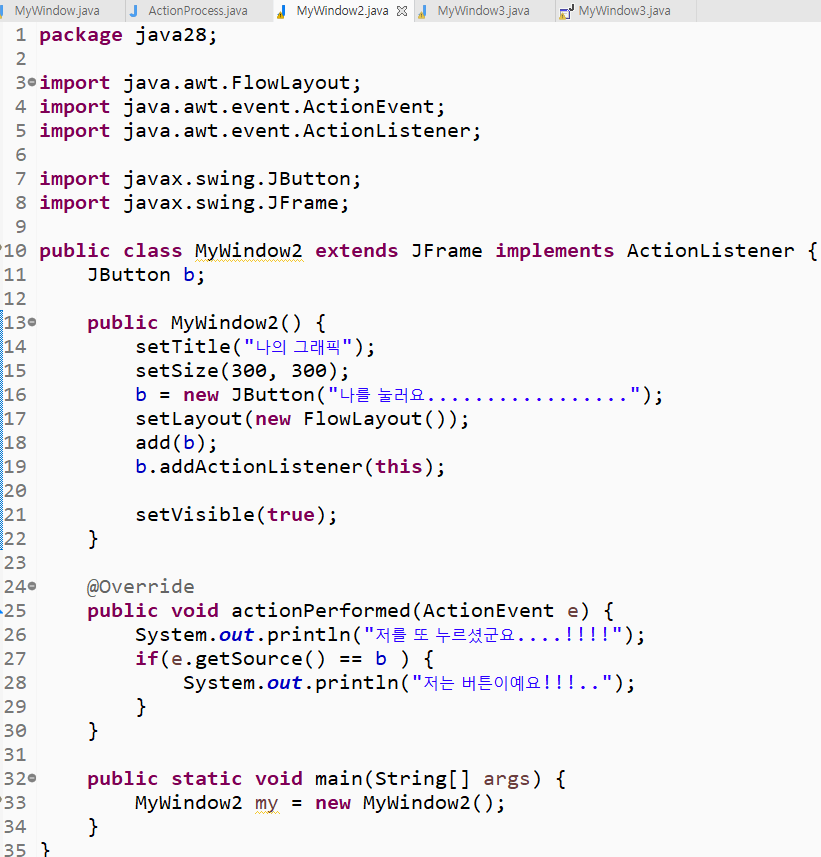 MyWindow.java ActionProcess.java MyWindow2.java MyWindow3.java MyWindow3.java
1 package java28;
2
3 import java.awt.FlowLayout;
4 import java.awt.event.ActionEvent;
5 import java.awt.event.ActionListener;
6
7 import javax.swing.JButton;
8 import javax.swing.JFrame;
9
10 public class MyWindow2 extends JFrame implements ActionListener {
11     JButton b;
12
13     public MyWindow2() {
14         setTitle("나의 그래픽");
15         setSize(300, 300);
16         b = new JButton("나를 눌러요.................");
17         setLayout(new FlowLayout());
18         add(b);
19         b.addActionListener(this);
20
21         setVisible(true);
22     }
23
24     @Override
25     public void actionPerformed(ActionEvent e) {
26         System.out.println("저를 또 누르셨군요....!!!!");
27         if(e.getSource() == b ) {
28             System.out.println("저는 버튼이예요!!!..");
29         }
30     }
31
32     public static void main(String[] args) {
33         MyWindow2 my = new MyWindow2();
34     }
35 }